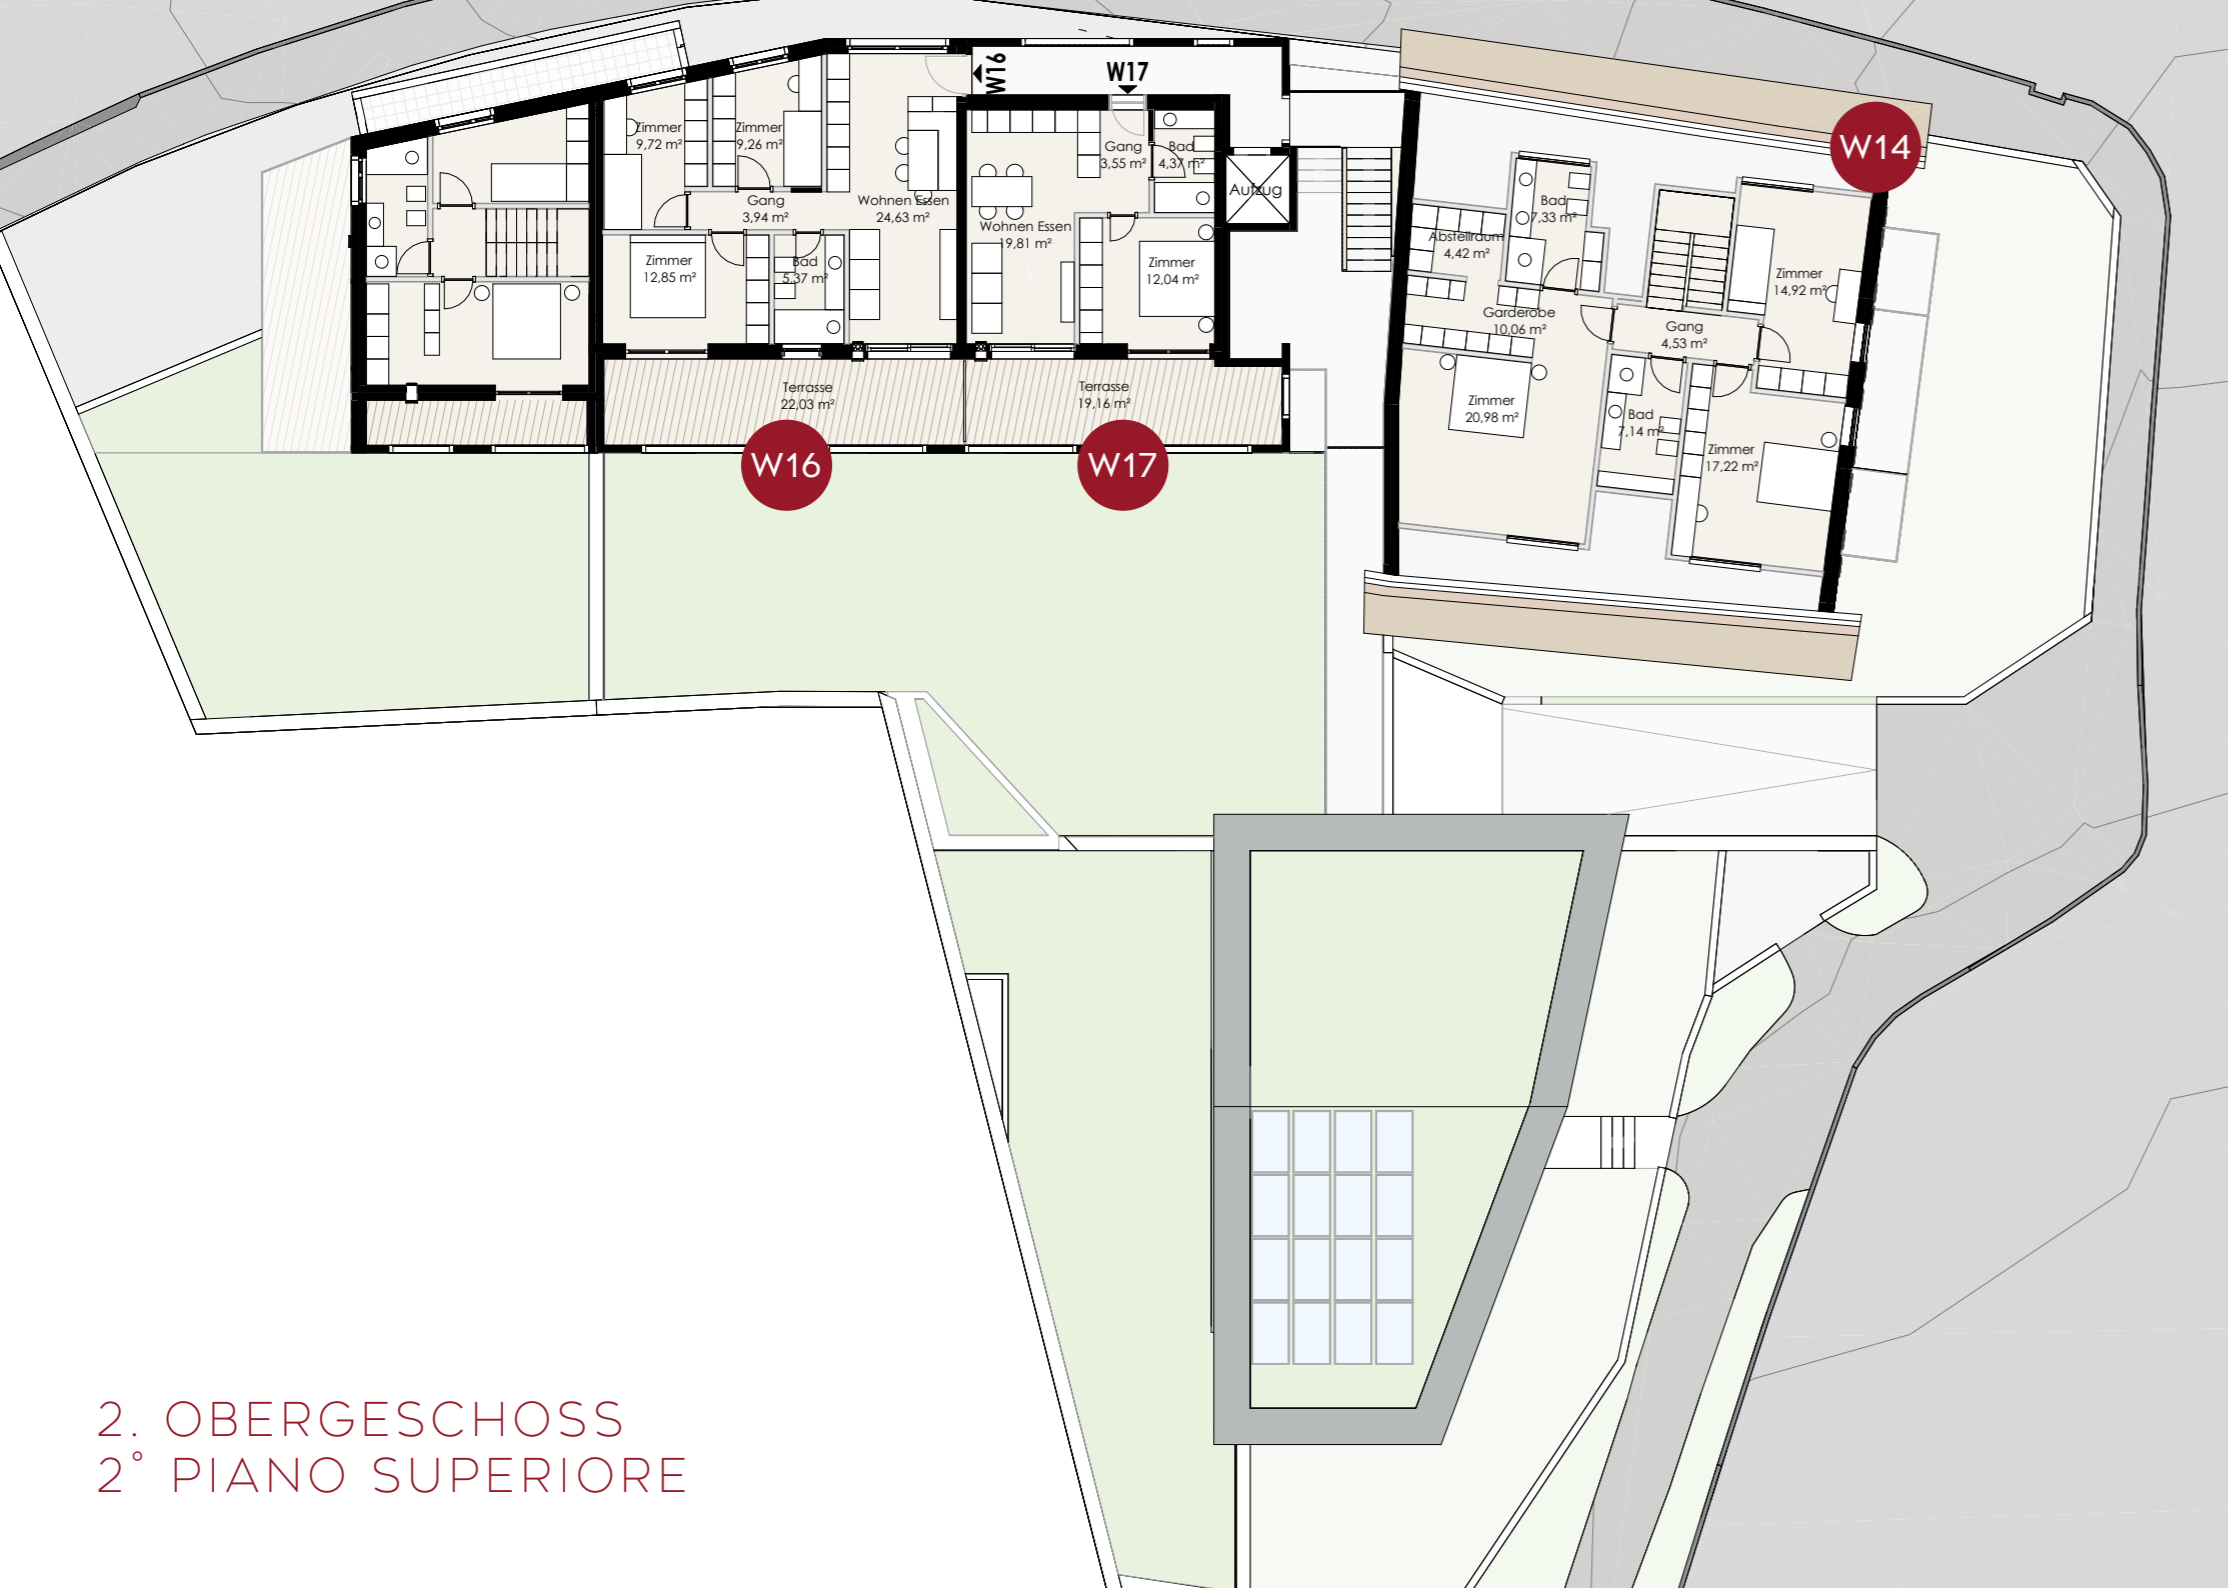 W16
W17
W14
Zimmer
9,72 m²
Zimmer
9,26 m²
Gang
3,94 m²
Wohnen Essen
24,63 m²
Zimmer
12,85 m²
Bad
5,37 m²
Terrasse
22,03 m²
W16
Gang
3,55 m²
Bad
4,37 m²
Wohnen Essen
19,81 m²
Zimmer
12,04 m²
Terrasse
19,16 m²
W17
Aufzug
Bad
7,33 m²
Abstellraum
4,42 m²
Garderobe
10,06 m²
Zimmer
14,92 m²
Gang
4,53 m²
Zimmer
20,98 m²
Bad
7,14 m²
Zimmer
17,22 m²
2. OBERGESCHOSS
2° PIANO SUPERIORE